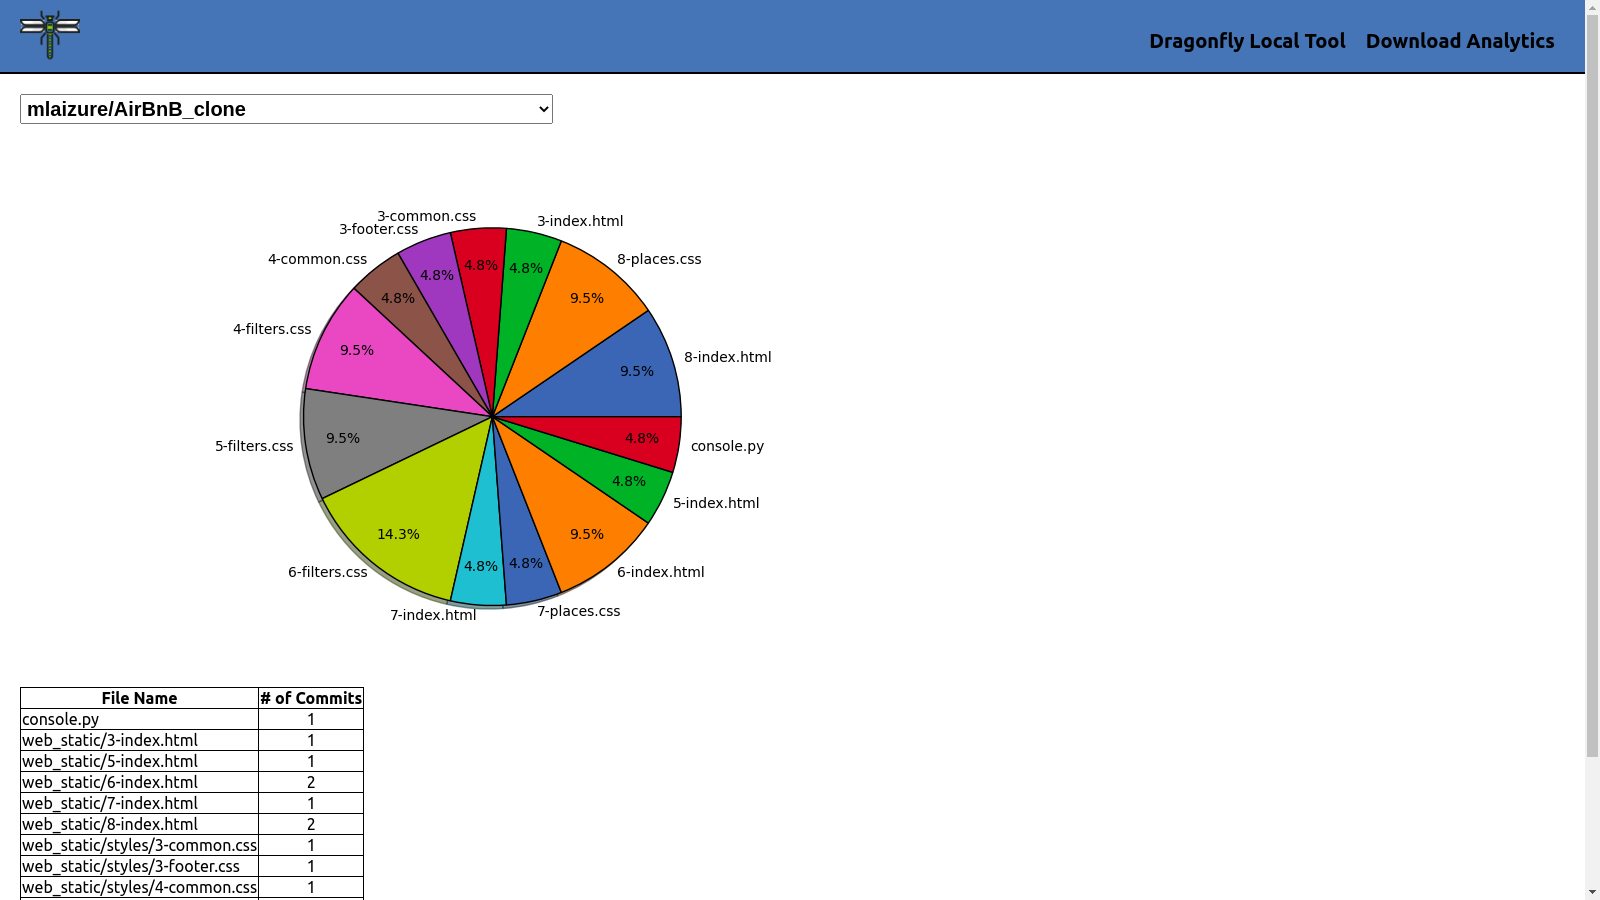 Dragonfly Local Tool Download Analytics
mlaizure/AirBnB_clone
3-common.css
3-index.html
3-footer.css
4-common.css
8-places.css
4.8%
4.8%
4.8%
4.8%
9.5%
4-filters.css
9.5%
8-index.html
9.5%
5-filters.css
9.5%
4.8%
console.py
4.8%
5-index.html
14.3%
9.5%
4.8%
4.8%
6-filters.css
6-index.html
7-index.html
7-places.css
File Name # of Commits
console.py 1
web_static/3-index.html 1
web_static/5-index.html 1
web_static/6-index.html 2
web_static/7-index.html 1
web_static/8-index.html 2
web_static/styles/3-common.css 1
web_static/styles/3-footer.css 1
web_static/styles/4-common.css 1